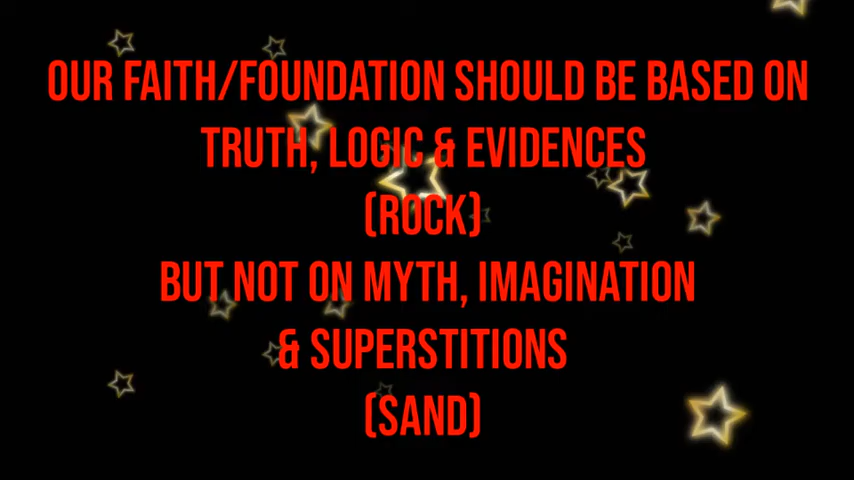 OUR FAITH/FOUNDATION SHOULD BE BASED ON
TRUTH, LOGIC & EVIDENCES
(ROCK)
BUT NOT ON MYTH, IMAGINATION
& SUPERSTITIONS
(SAND)